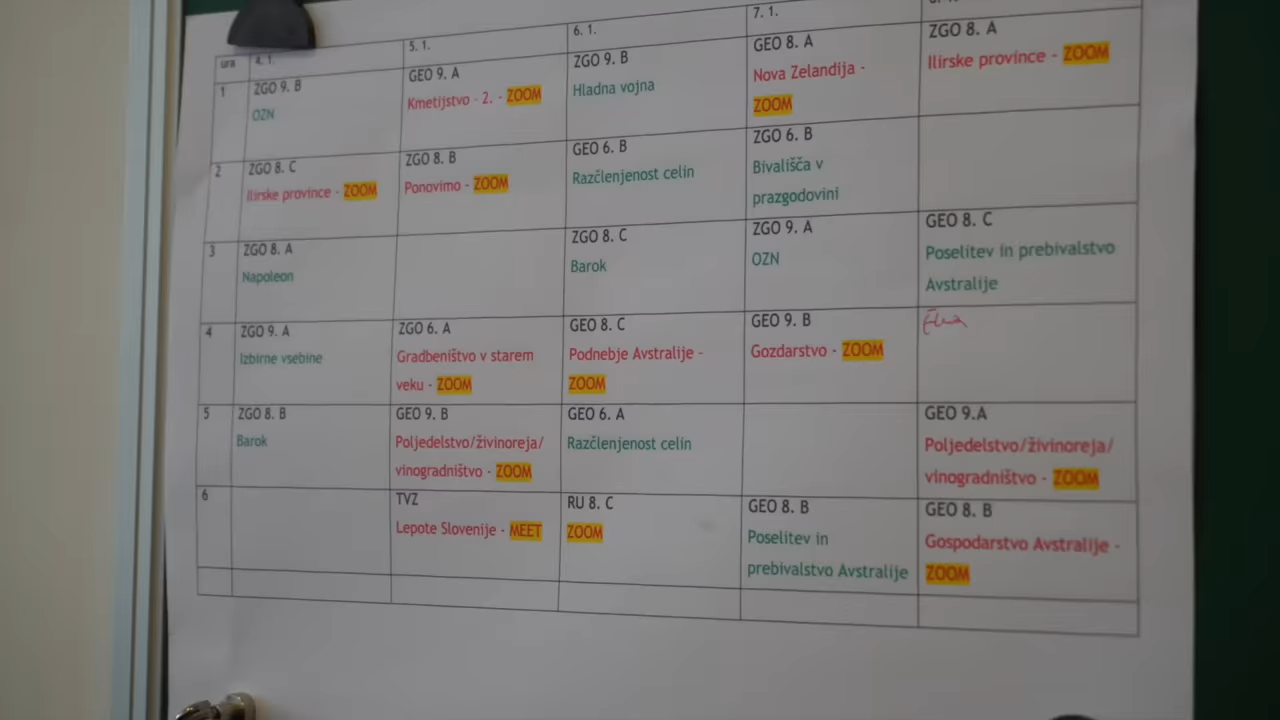 ura 4. 1. 5. 1. 6. 1. 7. 1.
1
ZGO 9. B
OZN
GEO 9. A
Kmetijstvo - 2. - ZOOM
ZGO 9. B
Hladna vojna
GEO 8. A
Nova Zelandija -
ZOOM
ZGO 8. A
Ilirske province - ZOOM
2
ZGO 8. C
Ilirske province - ZOOM
ZGO 8. B
Ponovimo - ZOOM
GEO 6. B
Razčlenjenost celin
ZGO 6. B
Bivališča v
prazgodovini
3
ZGO 8. A
Napoleon
ZGO 8. C
Barok
ZGO 9. A
OZN
GEO 8. C
Poselitev in prebivalstvo
Avstralije
4
ZGO 9. A
Izbirne vsebine
ZGO 6. A
Gradbeništvo v starem
veku - ZOOM
GEO 8. C
Podnebje Avstralije -
ZOOM
GEO 9. B
Gozdarstvo - ZOOM
5
ZGO 8. B
Barok
GEO 9. B
Poljedelstvo/živinoreja/
vinogradništvo - ZOOM
GEO 6. A
Razčlenjenost celin
GEO 9.A
Poljedelstvo/živinoreja/
vinogradništvo - ZOOM
6
TVZ
Lepote Slovenije - MEET
RU 8. C
ZOOM
GEO 8. B
Poselitev in
prebivalstvo Avstralije
GEO 8. B
Gospodarstvo Avstralije -
ZOOM